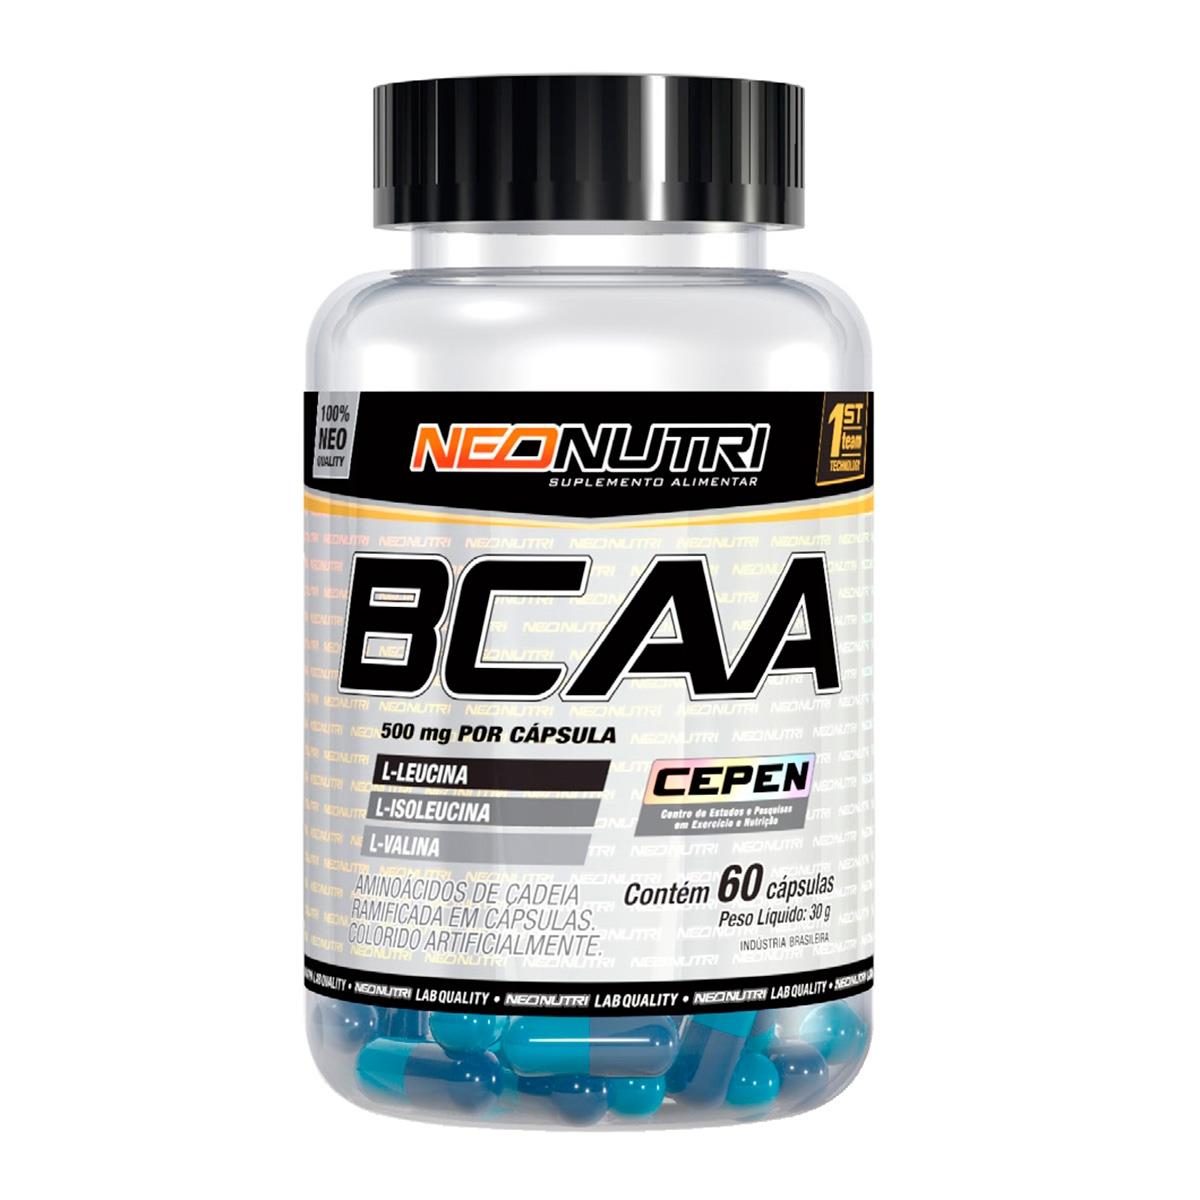 100%
NEO
QUALITY
NEONUTRI
SUPLEMENTO ALIMENTAR
1ST
team
TECHNOLOGY
BCAA
500 mg POR CÁPSULA
L-LEUCINA
L-ISOLEUCINA
L-VALINA
CEPEN
Centro de Estudos e Pesquisas
em Exercício e Nutrição
AMINOÁCIDOS DE CADEIA
RAMIFICADA EM CÁPSULAS.
COLORIDO ARTIFICIALMENTE.
Contém 60 cápsulas
Peso Líquido: 30 g
INDÚSTRIA BRASILEIRA
LAB QUALITY • NEONUTRI LAB QUALITY • NEONUTRI LAB QUALITY • NEONUTRI LAB QUALITY •